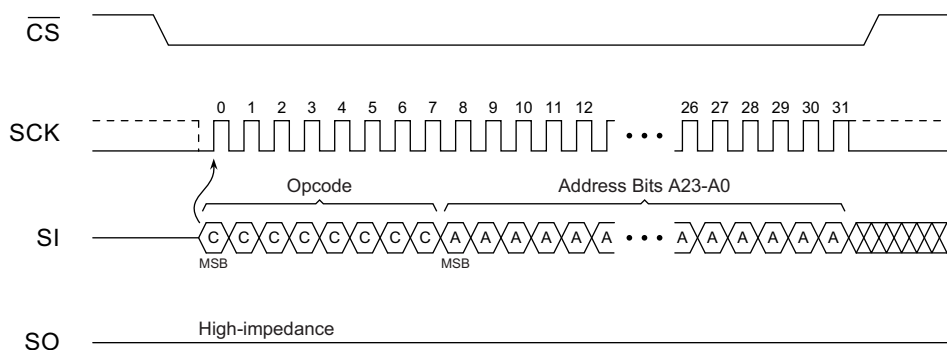 CS
0 1 2 3 4 5 6 7 8 9 10 11 12 26 27 28 29 30 31
SCK
Opcode Address Bits A23-A0
SI C C C C C C C C A A A A A A A A A A A A
MSB MSB
High-impedance
SO